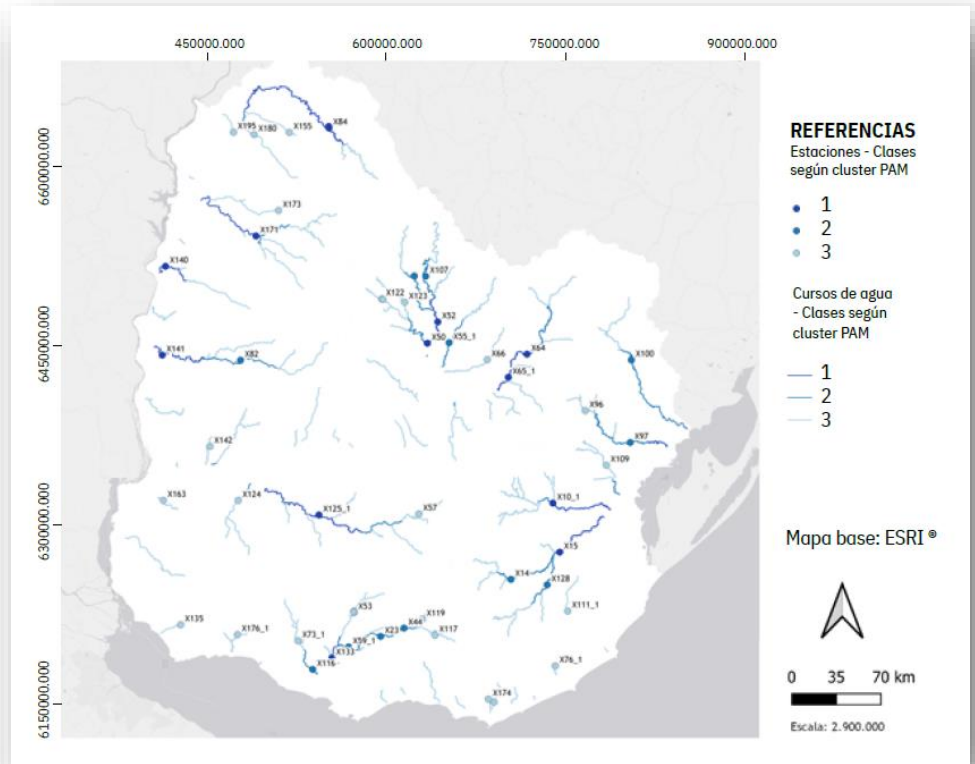 450000.000 600000.000 750000.000 900000.000
6600000.000
6450000.000
6300000.000
6150000.000
X195
X180
X155
X84
X173
X171
X140
X107
X122
X123
X52
X141
X82
X50
X55_1
X66
X64
X65_1
X100
X96
X97
X142
X109
X163
X124
X125_1
X57
X10_1
X15
X14
X128
X111_1
X135
X176_1
X53
X73_1
X59_1
X23
X44
X119
X117
X133
X116
X76_1
X174
REFERENCIAS
Estaciones - Clases
según cluster PAM
1
2
3
Cursos de agua
- Clases según
cluster PAM
1
2
3
Mapa base: ESRI ®
0 35 70 km
Escala: 2.900.000